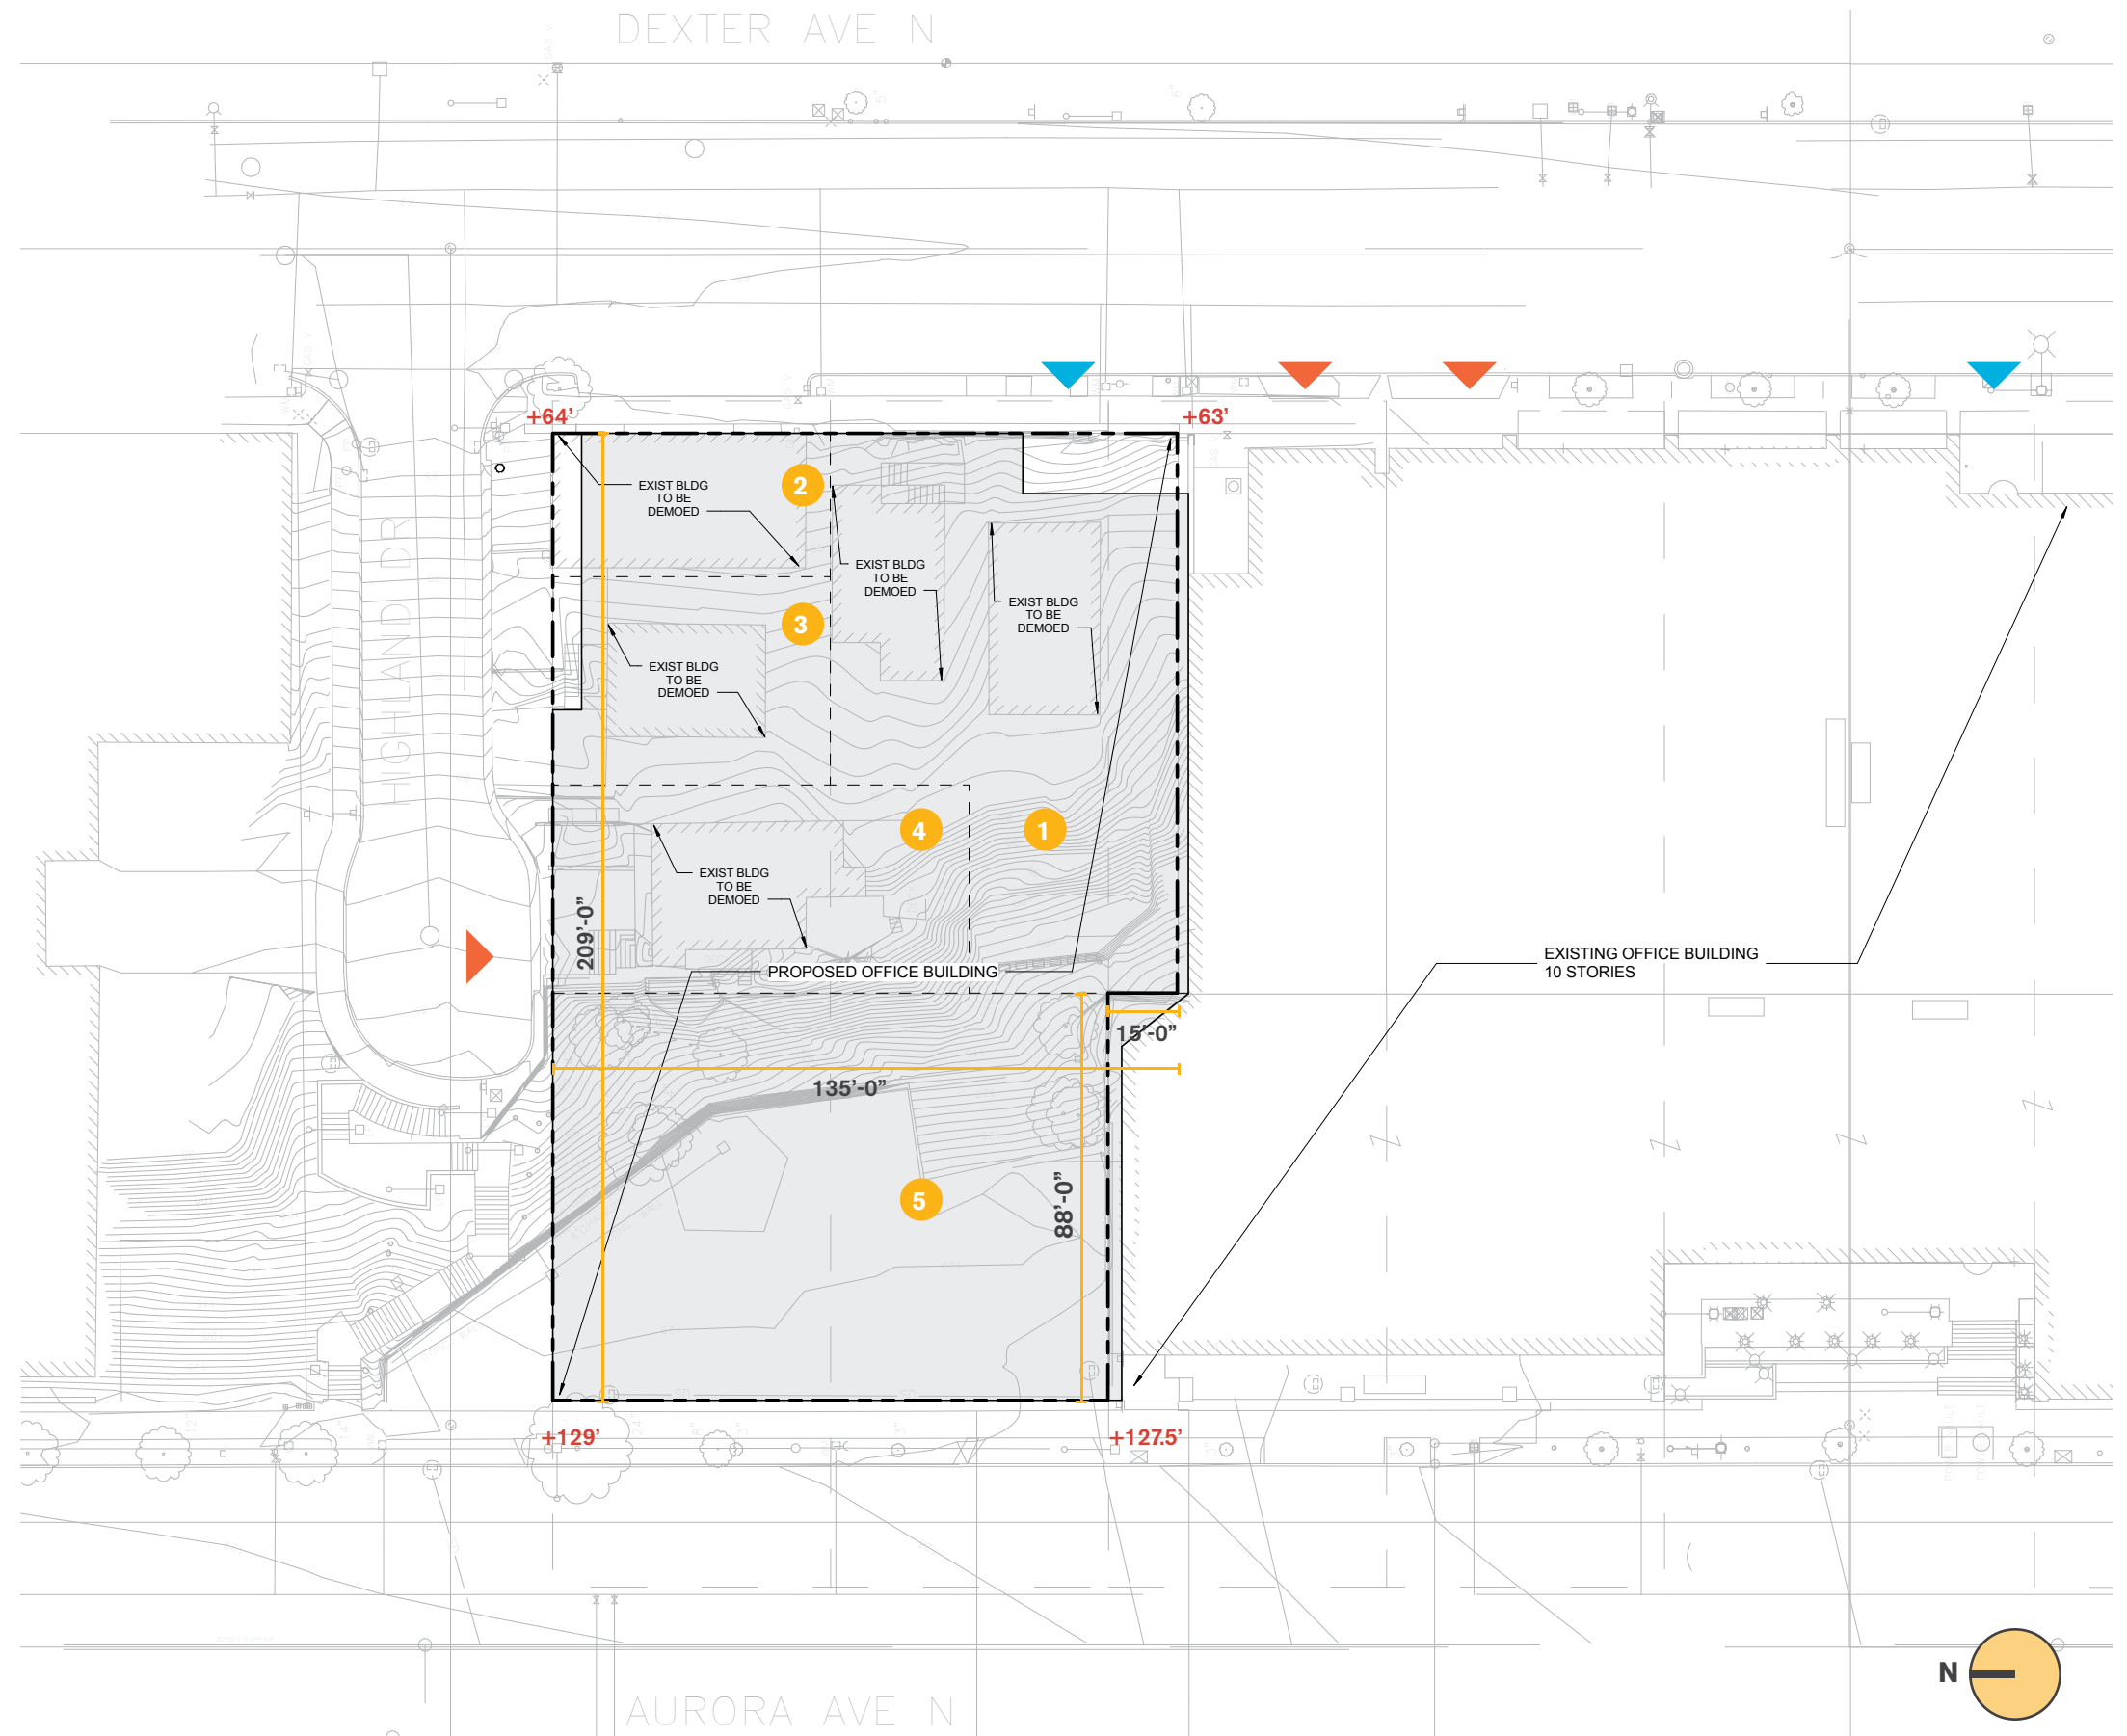 DEXTER AVE N
+64’
+63’
EXIST BLDG
TO BE
DEMOED
2
EXIST BLDG
TO BE
DEMOED
EXIST BLDG
TO BE
DEMOED
3
EXIST BLDG
TO BE
DEMOED
HIGHLAND DR
4
1
EXIST BLDG
TO BE
DEMOED
209’-0”
PROPOSED OFFICE BUILDING
EXISTING OFFICE BUILDING
10 STORIES
15’-0”
135’-0”
88’-0”
5
+129’
+127.5’
N
AURORA AVE N